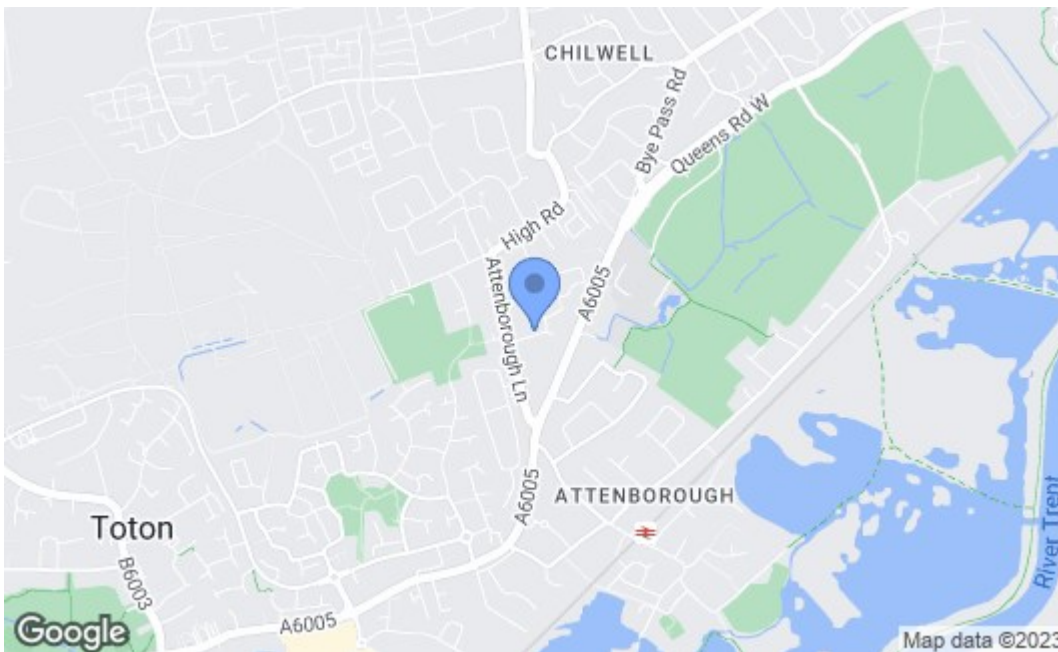 CHILWELL
Bye Pass Rd
Queens Rd W
High Rd
Attenborough Ln
A6005
A6005
ATTENBOROUGH
Toton
B6003
A6005
River Trent
Google
Map data ©2023